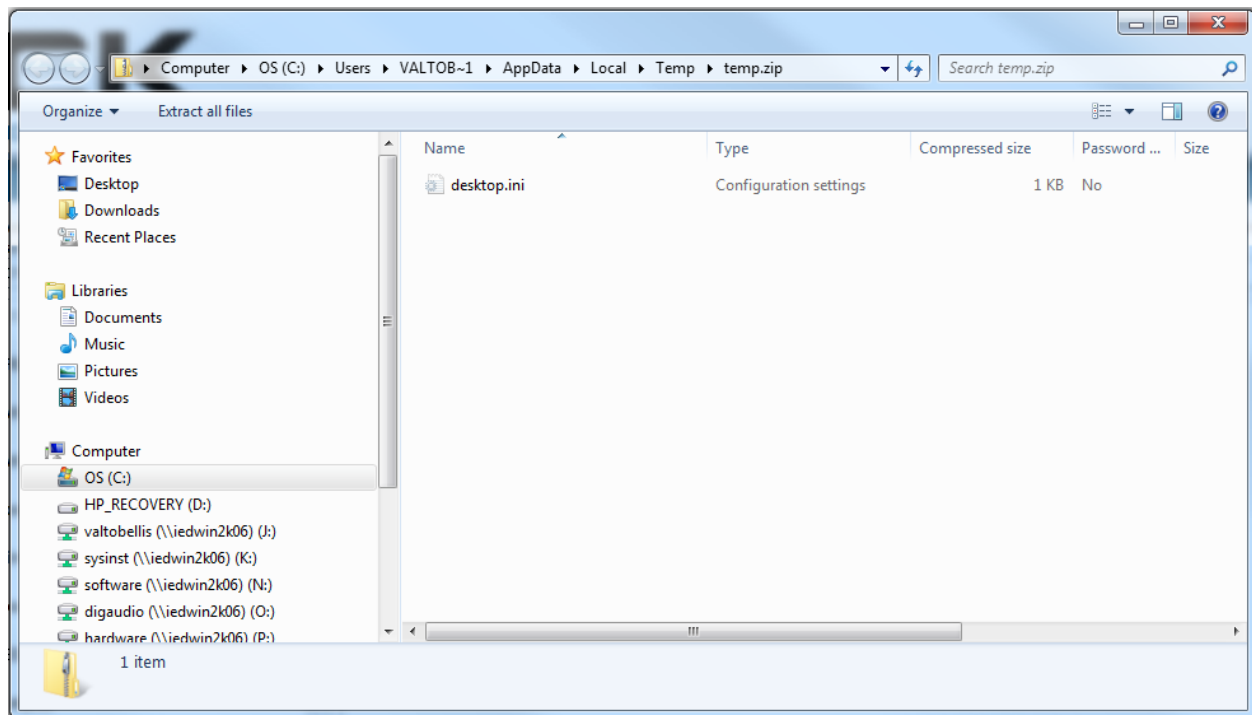 RK
Computer OS (C:) Users VALTOB~1 AppData Local Temp temp.zip Search temp.zip
Organize Extract all files
Name Type Compressed size Password ... Size
desktop.ini Configuration settings 1 KB No
Favorites
Desktop
Downloads
Recent Places
Libraries
Documents
Music
Pictures
Videos
Computer
OS (C:)
HP_RECOVERY (D:)
valtobellis (\\iedwin2k06) (J:)
sysinst (\\iedwin2k06) (K:)
software (\\iedwin2k06) (N:)
digaudio (\\iedwin2k06) (O:)
hardware (\\iedwin2k06) (P:)
1 item